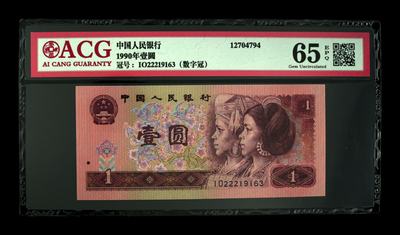 ACG
AI CANG GUARANTY
中国人民银行
1990年壹圆
冠号：IO22219163（数字冠）
12704794
65 EPQ
Gem Uncirculated
中国人民银行
1
壹圆
1
IO22219163
1